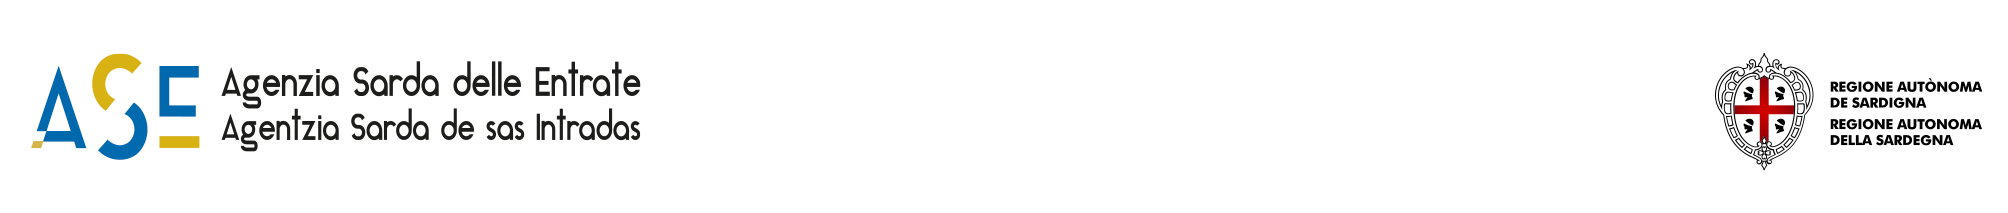 ASE
Agenzia Sarda delle Entrate
Agentzia Sarda de sas Intradas
REGIONE AUTÒNOMA
DE SARDIGNA
REGIONE AUTONOMA
DELLA SARDEGNA